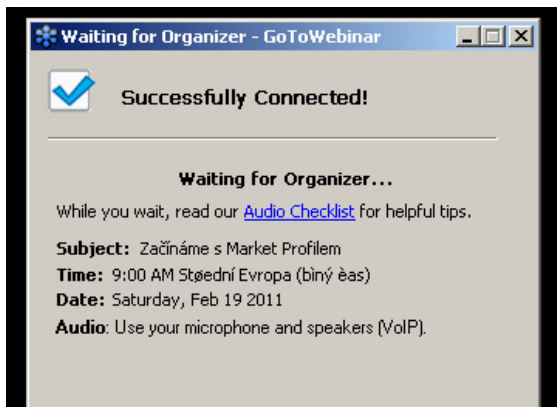 Waiting for Organizer - GoToWebinar
Successfully Connected!
Waiting for Organizer...
While you wait, read our Audio Checklist for helpful tips.
Subject: Začínáme s Market Profilem
Time: 9:00 AM Støední Evropa (bìný èas)
Date: Saturday, Feb 19 2011
Audio: Use your microphone and speakers (VoIP).